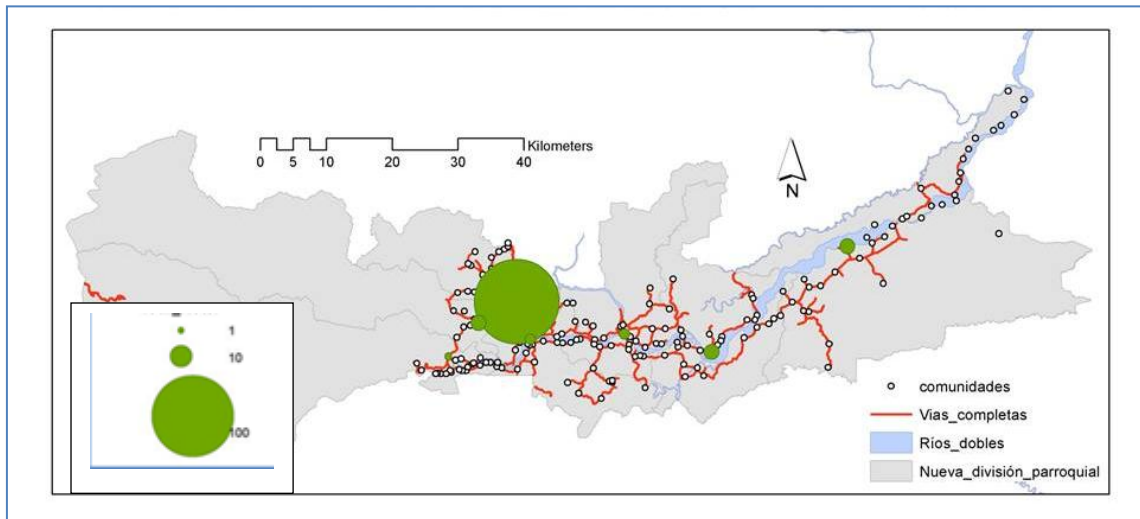 Kilometers
0 5 10 20 30 40
N
1
10
100
comunidades
Vias_completas
Ríos_dobles
Nueva_división_parroquial